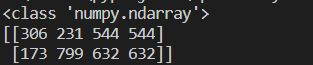 <class 'numpy.ndarray'>
[[306 231 544 544]
 [173 799 632 632]]